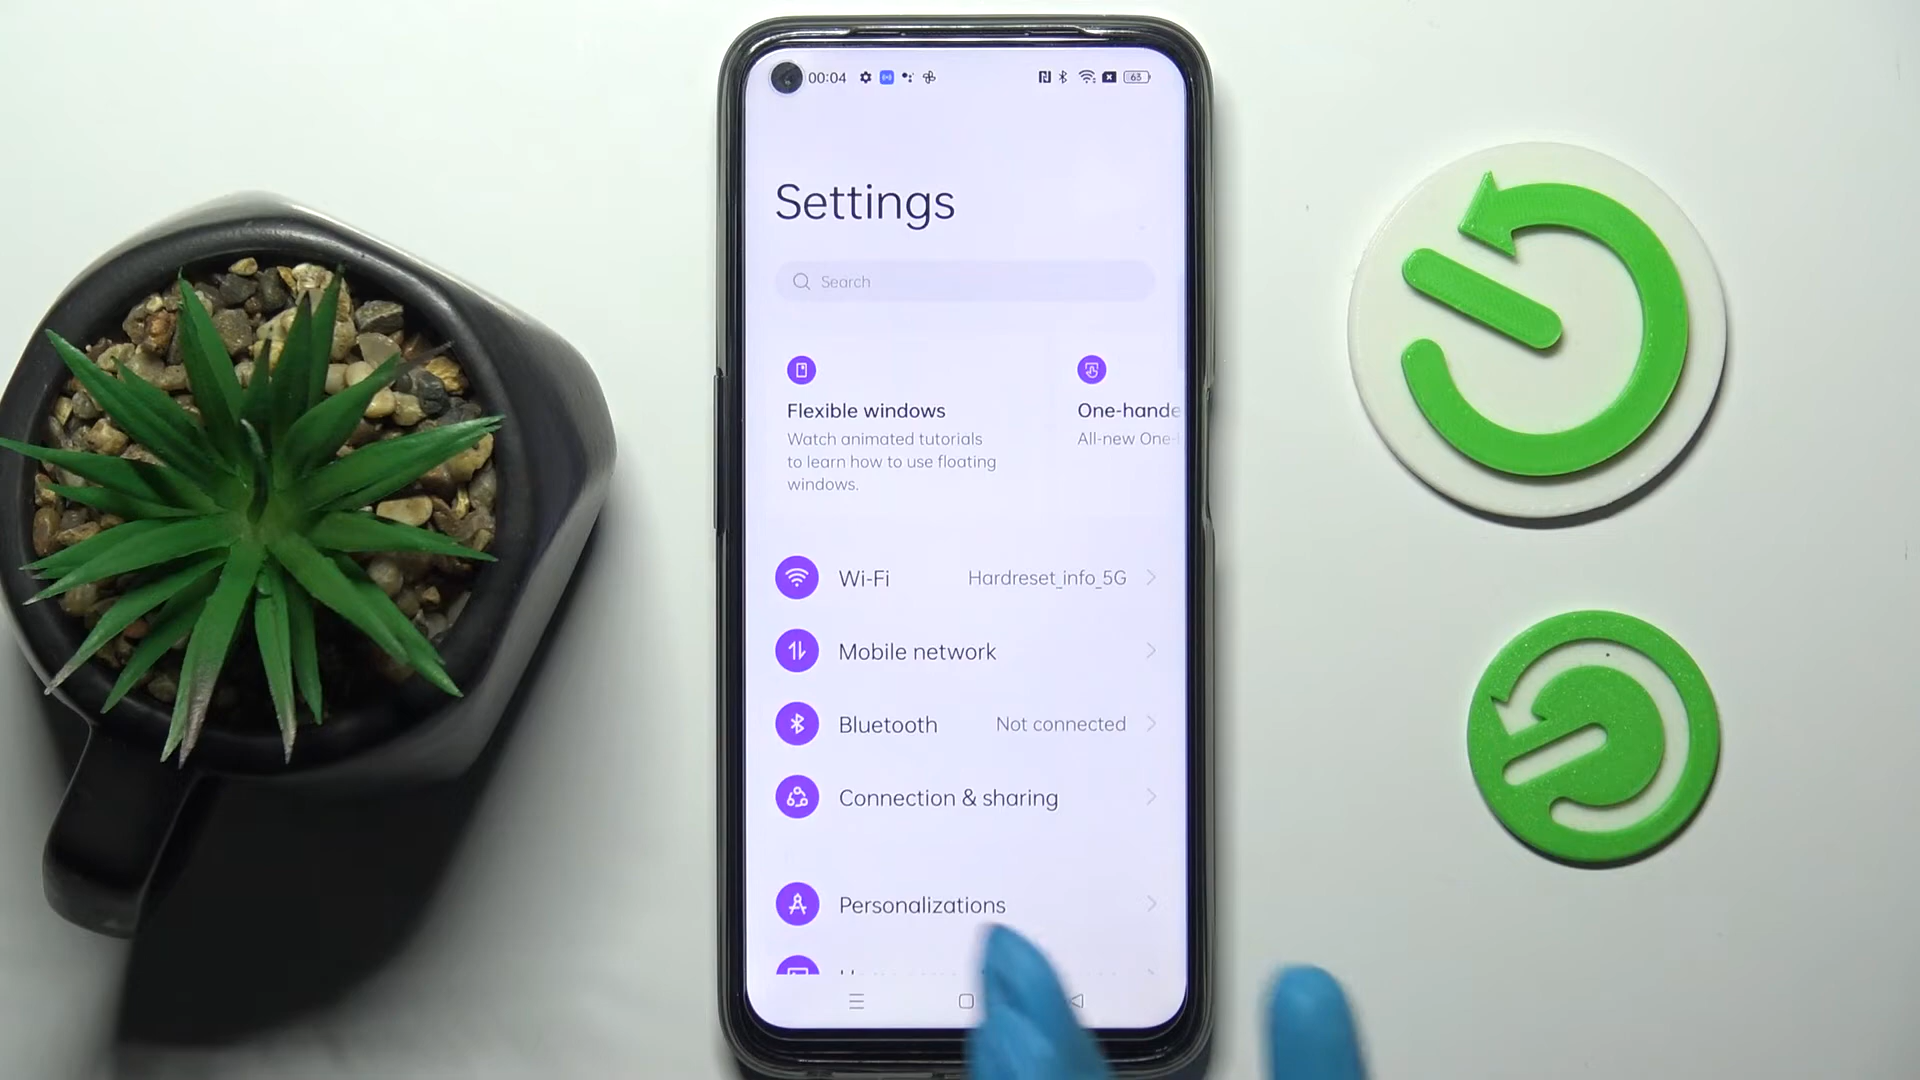 00:04
63
Settings
Search
Flexible windows
Watch animated tutorials
to learn how to use floating
windows.
One-hande
All-new One-
Wi-Fi Hardreset_info_5G
Mobile network
Bluetooth Not connected
Connection & sharing
Personalizations